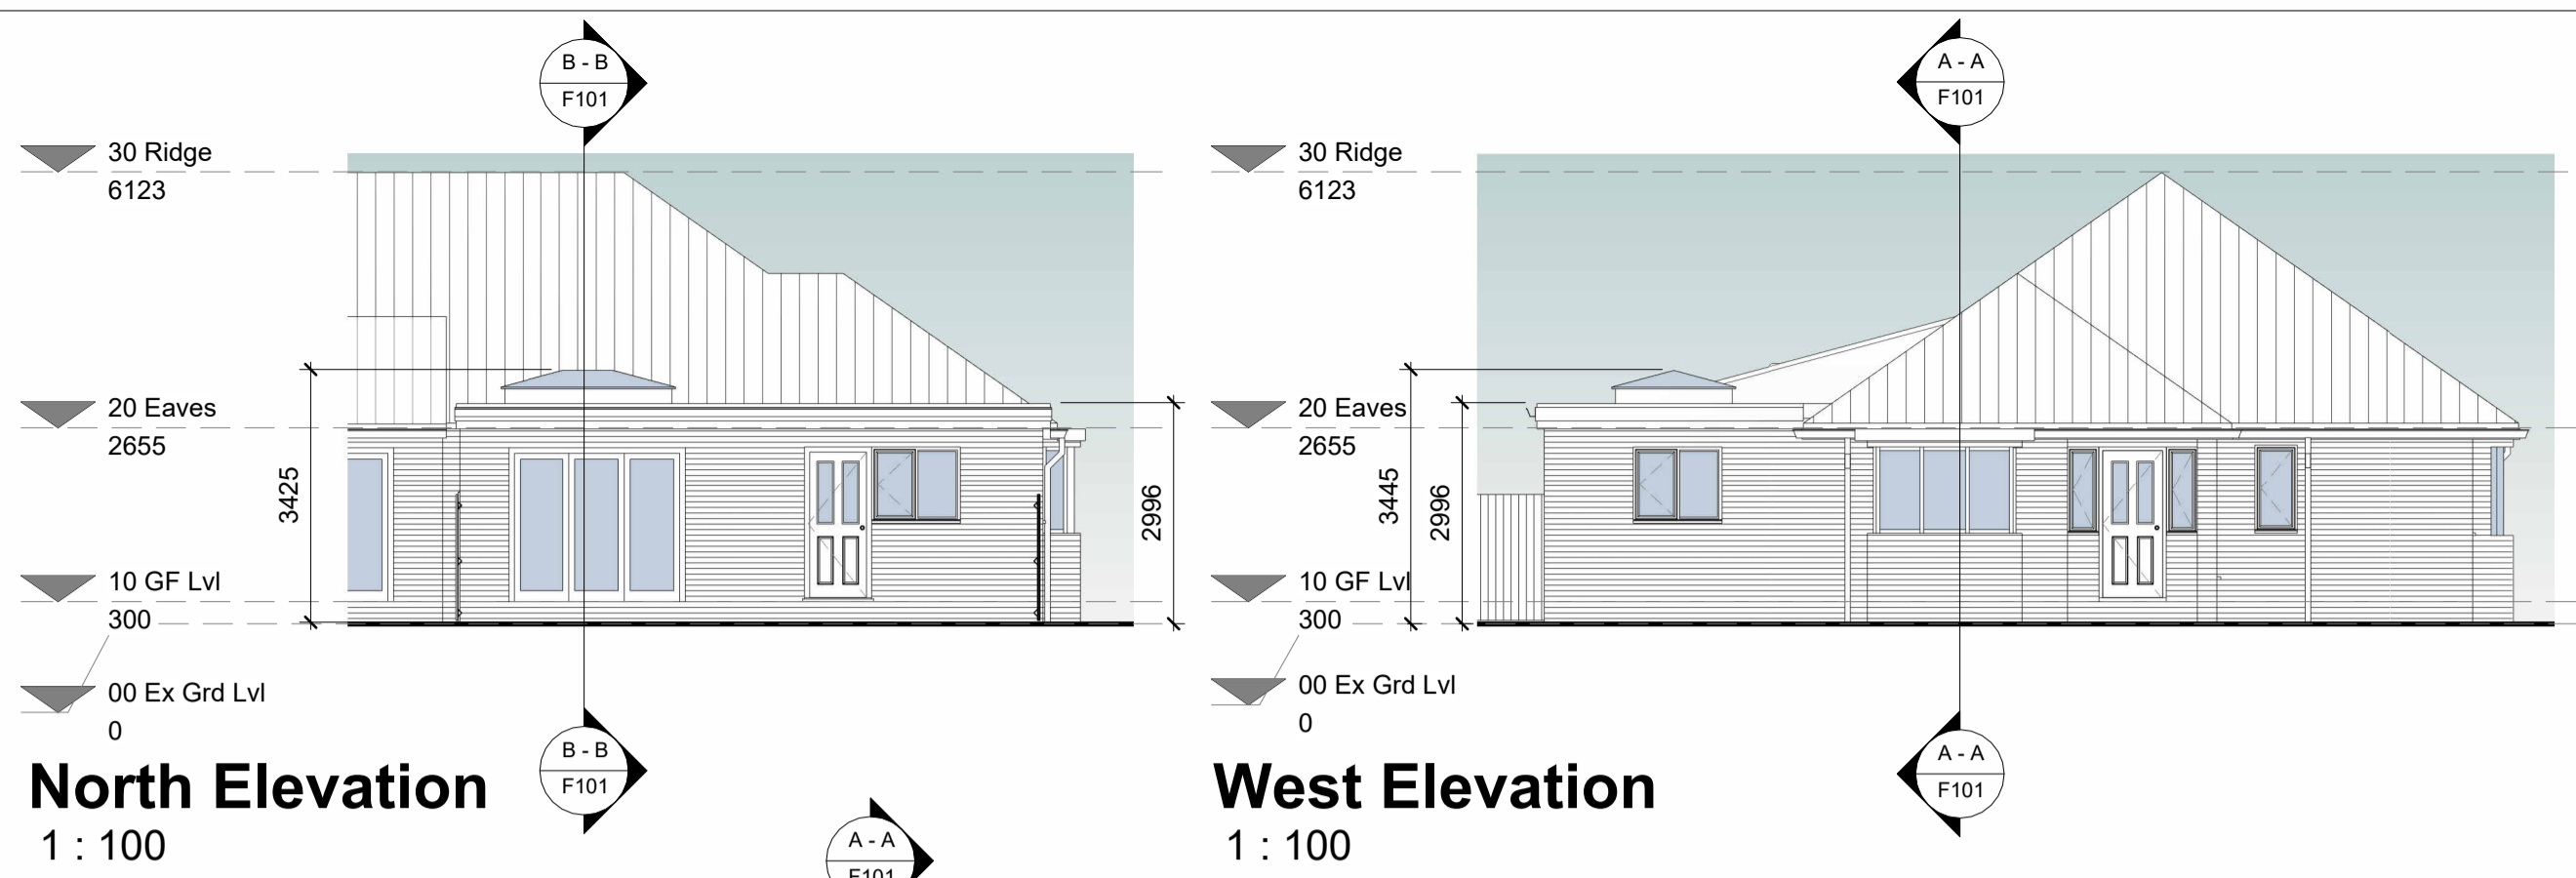 B - B
F101
30 Ridge
6123
20 Eaves
2655
3425
2996
10 GF Lvl
300
00 Ex Grd Lvl
0
B - B
F101
North Elevation
1 : 100
A - A
F101
A - A
F101
30 Ridge
6123
20 Eaves
2655
3445
2996
10 GF Lvl
300
00 Ex Grd Lvl
0
A - A
F101
West Elevation
1 : 100